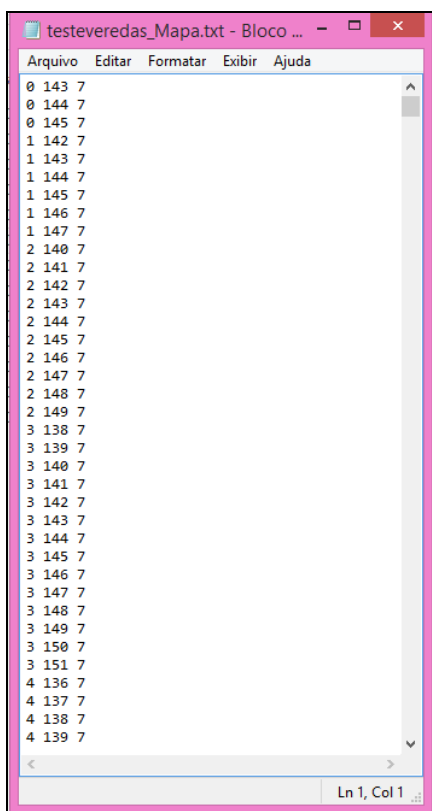 testeveredas_Mapa.txt - Bloco ...
Arquivo Editar Formatar Exibir Ajuda
0 143 7
0 144 7
0 145 7
1 142 7
1 143 7
1 144 7
1 145 7
1 146 7
1 147 7
2 140 7
2 141 7
2 142 7
2 143 7
2 144 7
2 145 7
2 146 7
2 147 7
2 148 7
2 149 7
3 138 7
3 139 7
3 140 7
3 141 7
3 142 7
3 143 7
3 144 7
3 145 7
3 146 7
3 147 7
3 148 7
3 149 7
3 150 7
3 151 7
4 136 7
4 137 7
4 138 7
4 139 7
Ln 1, Col 1